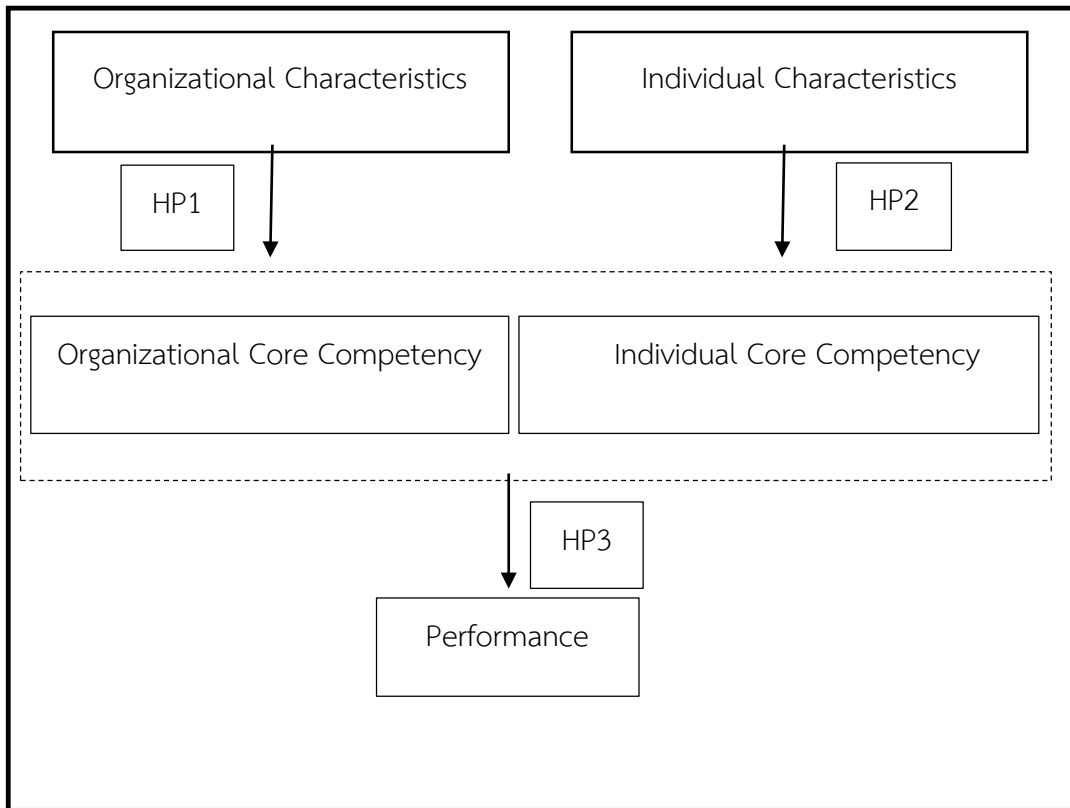 Organizational Characteristics
Individual Characteristics
HP1
HP2
Organizational Core Competency
Individual Core Competency
HP3
Performance